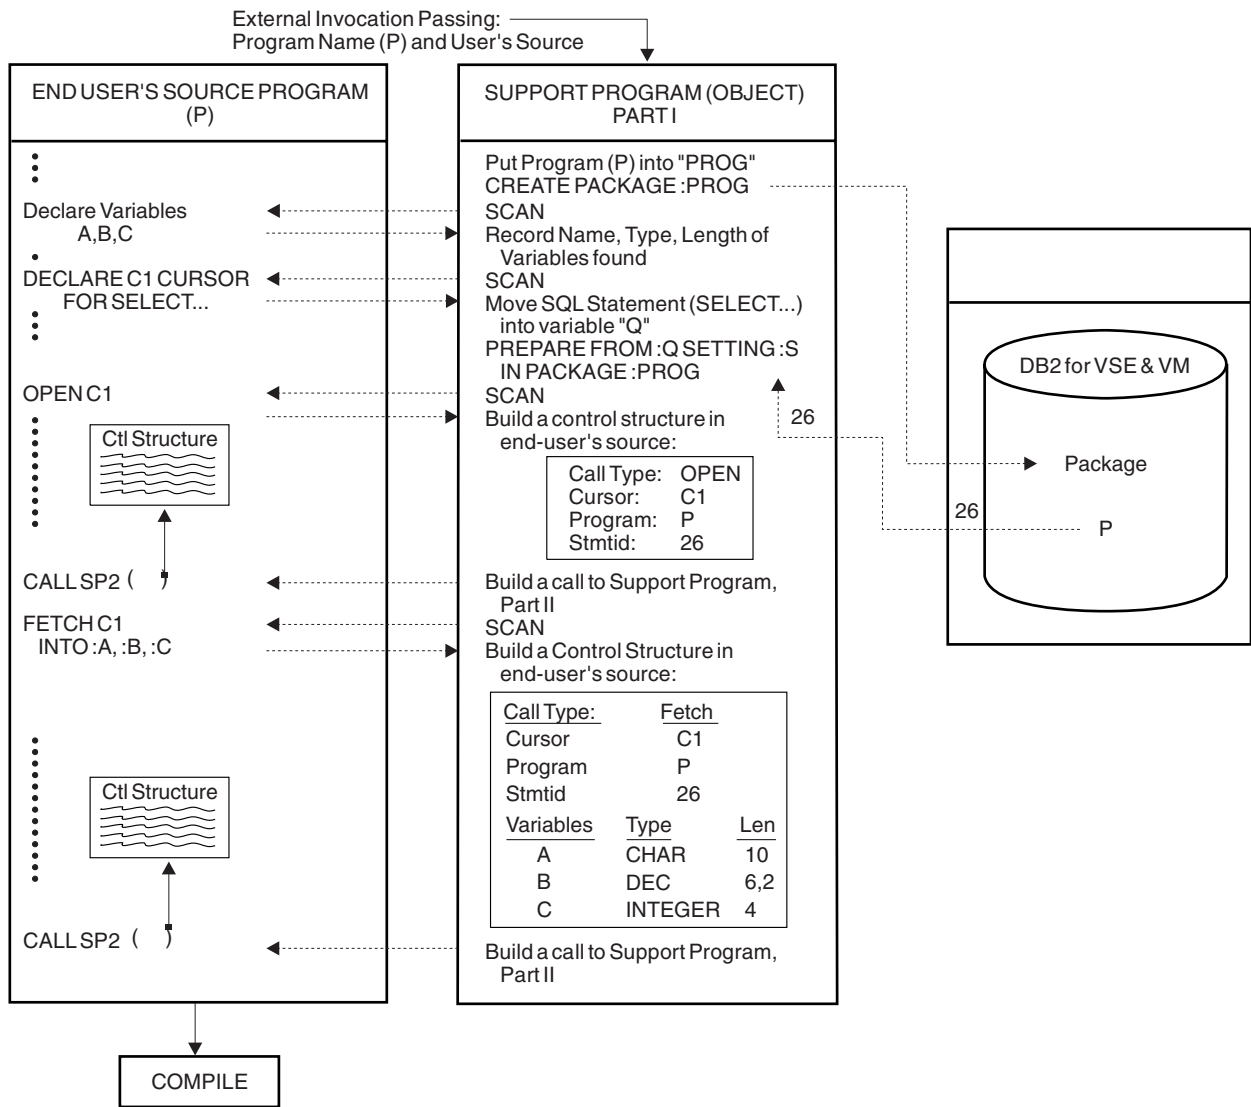 External Invocation Passing:
Program Name (P) and User's Source
END USER'S SOURCE PROGRAM
(P)
Declare Variables
A,B,C
DECLARE C1 CURSOR
FOR SELECT...
OPEN C1
Ctl Structure
CALL SP2 ( )
FETCH C1
INTO :A, :B, :C
Ctl Structure
CALL SP2 ( )
COMPILE
SUPPORT PROGRAM (OBJECT)
PART I
Put Program (P) into "PROG"
CREATE PACKAGE :PROG
SCAN
Record Name, Type, Length of
Variables found
SCAN
Move SQL Statement (SELECT...)
into variable "Q"
PREPARE FROM :Q SETTING :S
IN PACKAGE :PROG
SCAN
Build a control structure in
end-user's source:
Call Type: OPEN
Cursor: C1
Program: P
Stmtid: 26
Build a call to Support Program,
Part II
SCAN
Build a Control Structure in
end-user's source:
Call Type: Fetch
Cursor C1
Program P
Stmtid 26
Variables Type Len
A CHAR 10
B DEC 6,2
C INTEGER 4
Build a call to Support Program,
Part II
26
26
DB2 for VSE & VM
Package
P